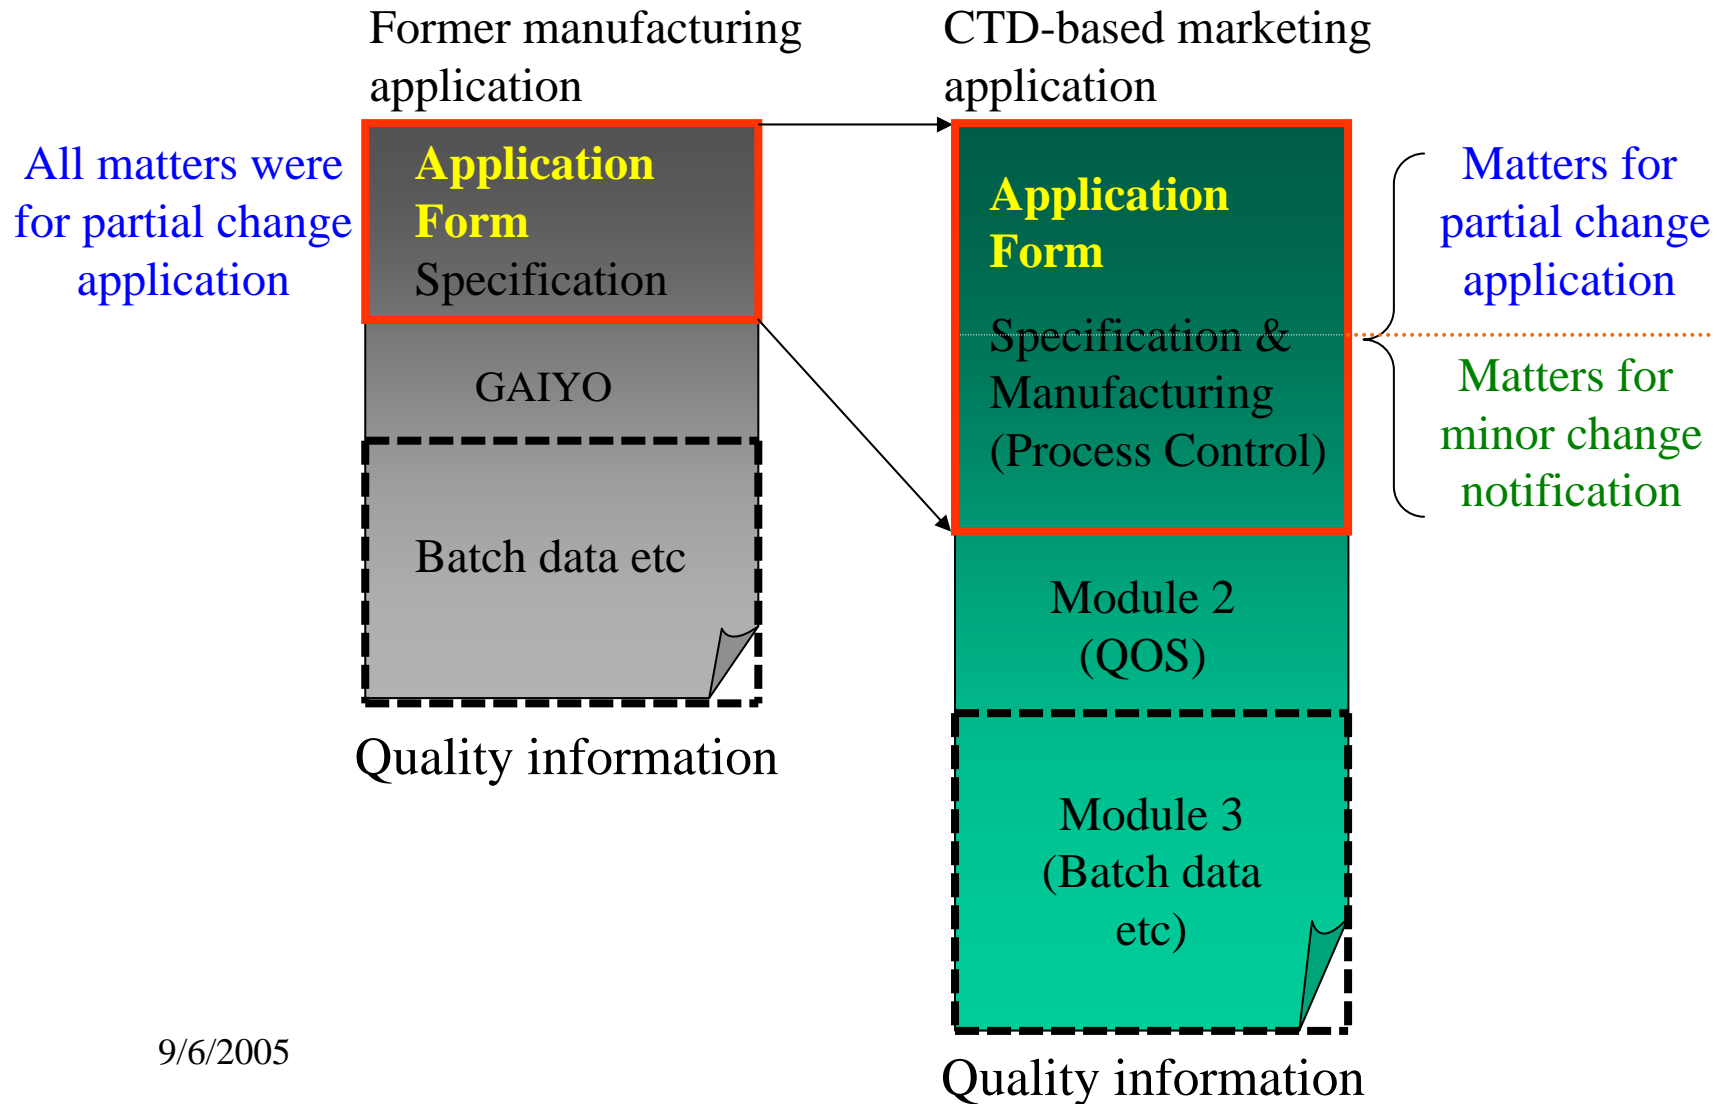 Former manufacturing
application
CTD-based marketing
application
All matters were
for partial change
application
Application
Form
Specification
GAIYO
Batch data etc
Quality information
Application
Form
Specification &
Manufacturing
(Process Control)
Module 2
(QOS)
Module 3
(Batch data
etc)
Quality information
Matters for
partial change
application
Matters for
minor change
notification
9/6/2005